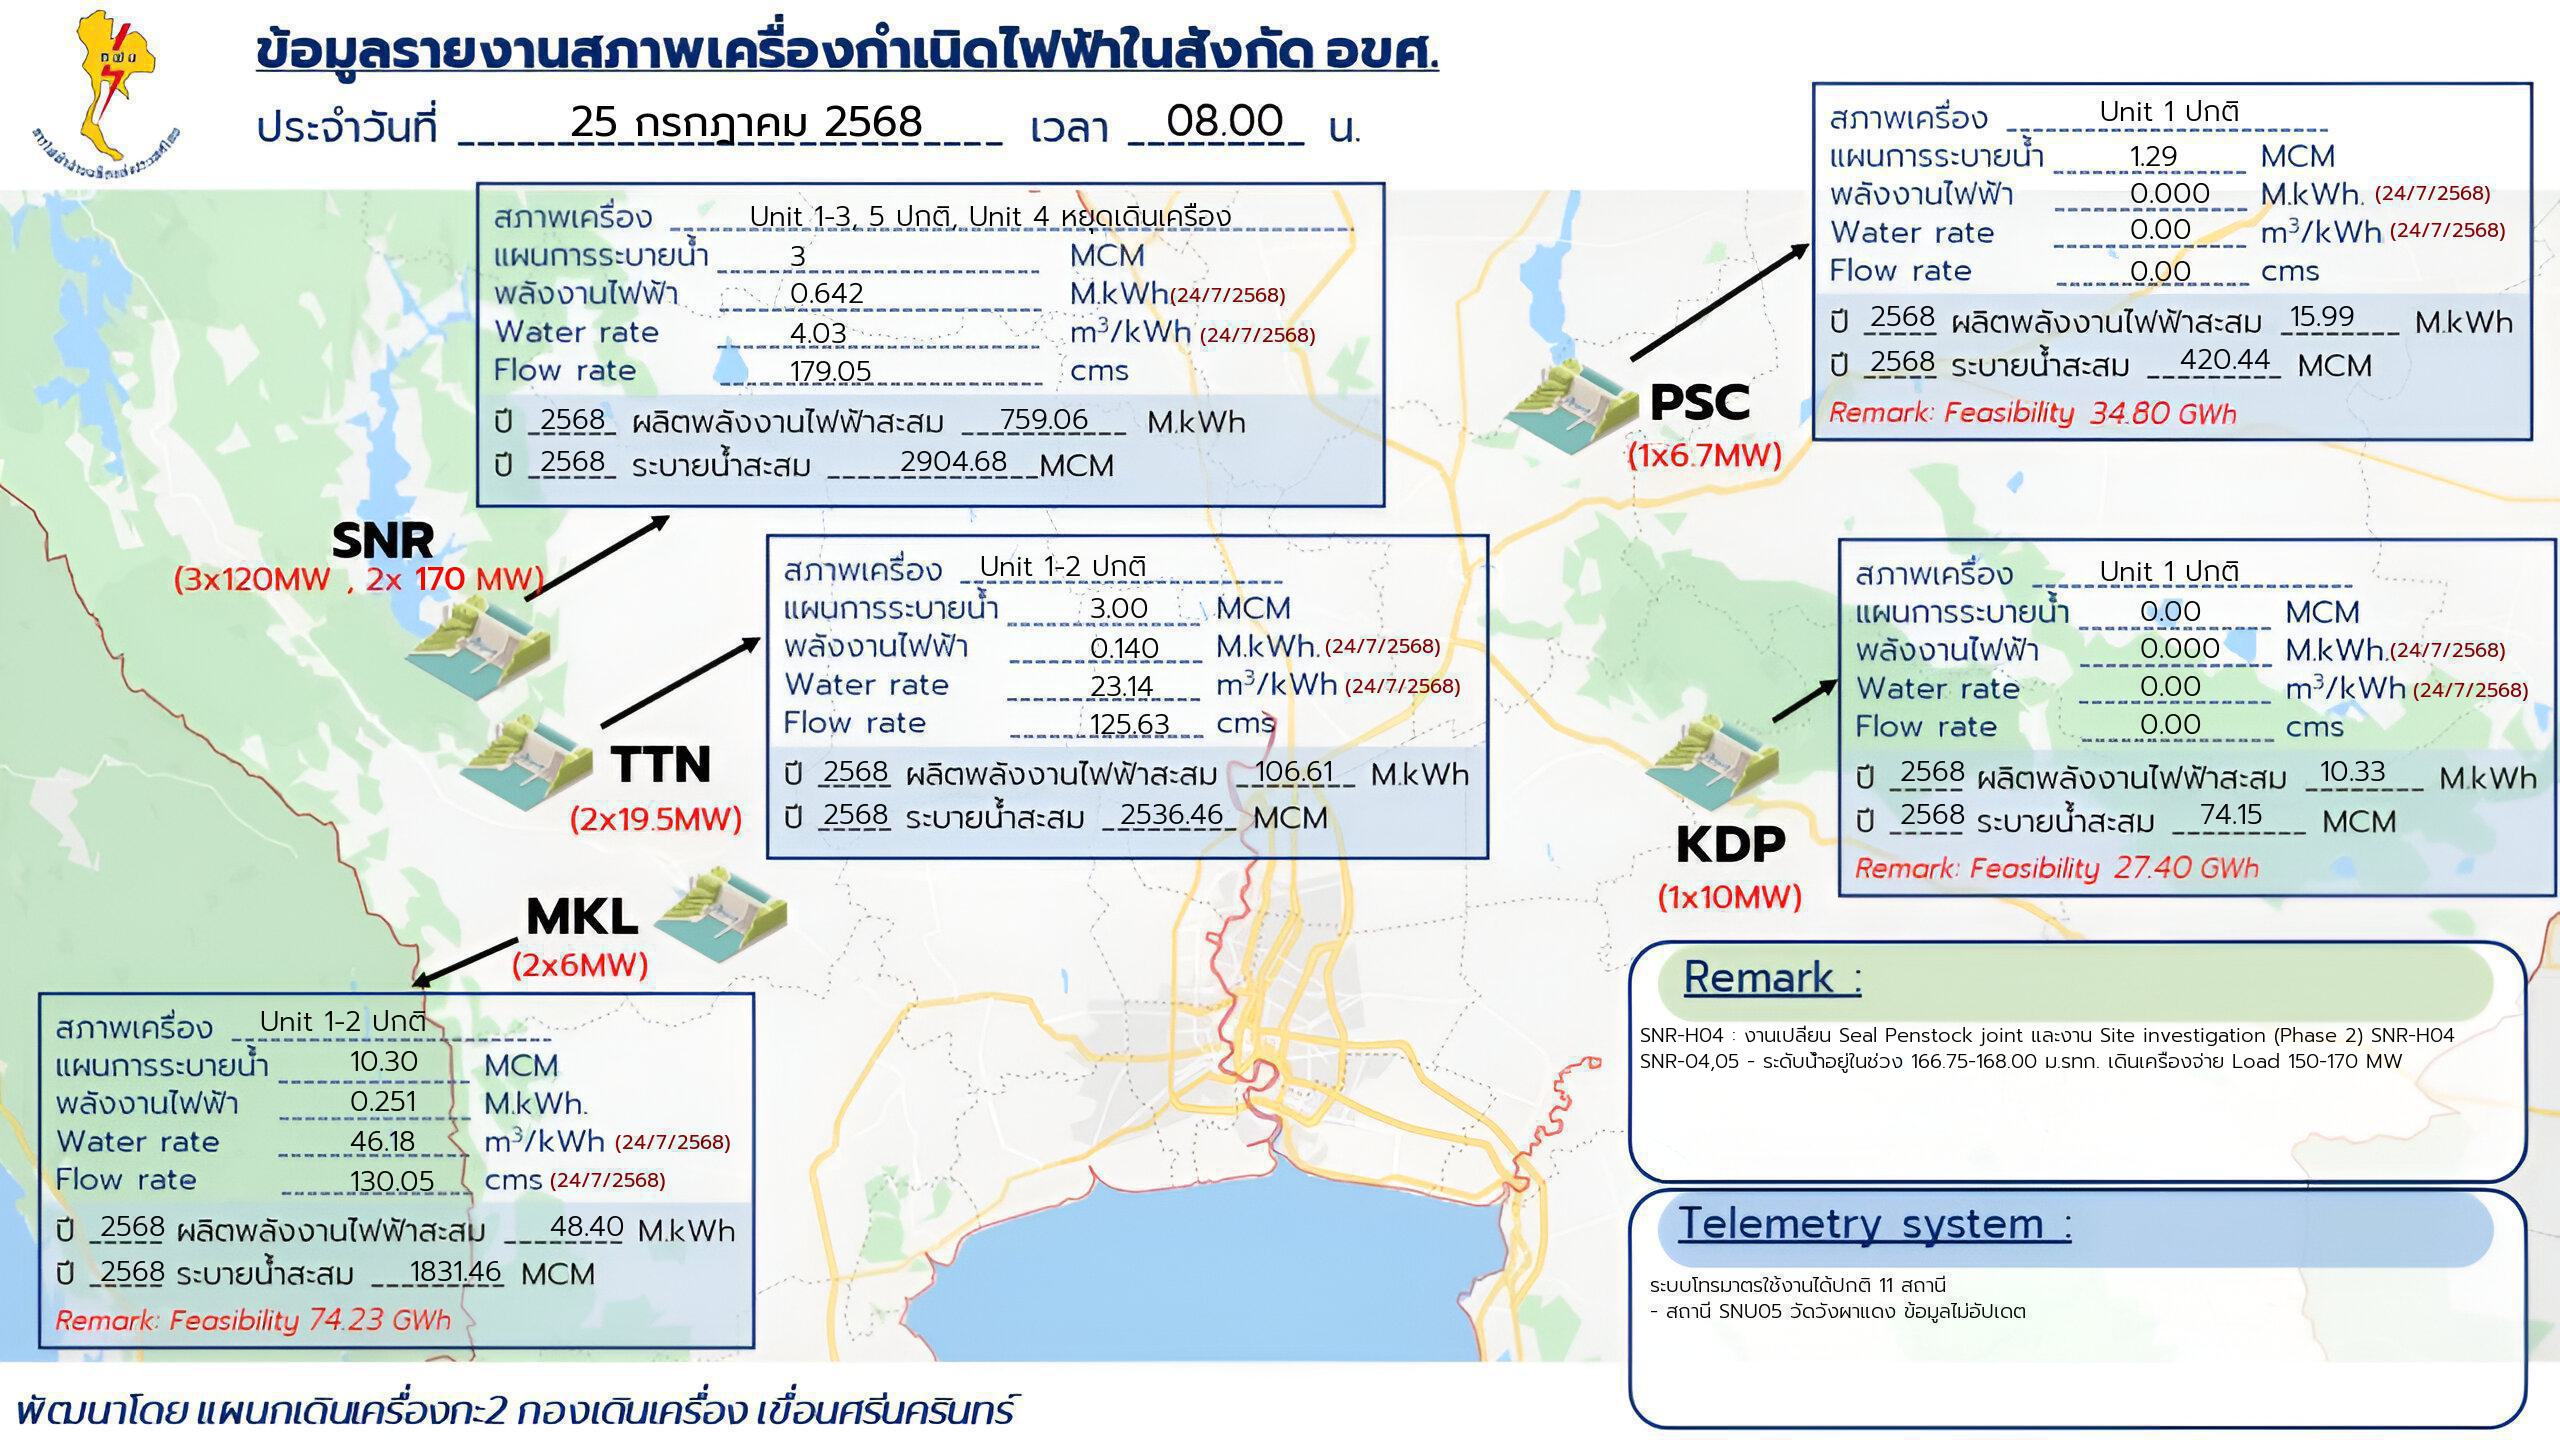 กฟผ
การไฟฟ้าฝ่ายผลิตแห่งประเทศไทย
ข้อมูลรายงานสภาพเครื่องกำเนิดไฟฟ้าในสังกัด อขศ.
ประจำวันที่ 25 กรกฎาคม 2568 เวลา 08.00 น.
สภาพเครื่อง Unit 1-3, 5 ปกติ, Unit 4 หยุดเดินเครื่อง
แผนการระบายน้ำ 3 MCM
พลังงานไฟฟ้า 0.642 M.kWh(24/7/2568)
Water rate 4.03 m³/kWh (24/7/2568)
Flow rate 179.05 cms
ปี 2568 ผลิตพลังงานไฟฟ้าสะสม 759.06 M.kWh
ปี 2568 ระบายน้ำสะสม 2904.68 MCM
SNR
(3x120MW , 2x 170 MW)
สภาพเครื่อง Unit 1 ปกติ
แผนการระบายน้ำ 1.29 MCM
พลังงานไฟฟ้า 0.000 M.kWh. (24/7/2568)
Water rate 0.00 m³/kWh (24/7/2568)
Flow rate 0.00 cms
ปี 2568 ผลิตพลังงานไฟฟ้าสะสม 15.99 M.kWh
ปี 2568 ระบายน้ำสะสม 420.44 MCM
Remark: Feasibility 34.80 GWh
PSC
(1x6.7MW)
สภาพเครื่อง Unit 1-2 ปกติ
แผนการระบายน้ำ 3.00 MCM
พลังงานไฟฟ้า 0.140 M.kWh. (24/7/2568)
Water rate 23.14 m³/kWh (24/7/2568)
Flow rate 125.63 cms
ปี 2568 ผลิตพลังงานไฟฟ้าสะสม 106.61 M.kWh
ปี 2568 ระบายน้ำสะสม 2536.46 MCM
TTN
(2x19.5MW)
สภาพเครื่อง Unit 1 ปกติ
แผนการระบายน้ำ 0.00 MCM
พลังงานไฟฟ้า 0.000 M.kWh.(24/7/2568)
Water rate 0.00 m³/kWh (24/7/2568)
Flow rate 0.00 cms
ปี 2568 ผลิตพลังงานไฟฟ้าสะสม 10.33 M.kWh
ปี 2568 ระบายน้ำสะสม 74.15 MCM
Remark: Feasibility 27.40 GWh
KDP
(1x10MW)
MKL
(2x6MW)
สภาพเครื่อง Unit 1-2 ปกติ
แผนการระบายน้ำ 10.30 MCM
พลังงานไฟฟ้า 0.251 M.kWh.
Water rate 46.18 m³/kWh (24/7/2568)
Flow rate 130.05 cms (24/7/2568)
ปี 2568 ผลิตพลังงานไฟฟ้าสะสม 48.40 M.kWh
ปี 2568 ระบายน้ำสะสม 1831.46 MCM
Remark: Feasibility 74.23 GWh
Remark :
SNR-H04 : งานเปลี่ยน Seal Penstock joint และงาน Site investigation (Phase 2) SNR-H04
SNR-04,05 - ระดับน้ำอยู่ในช่วง 166.75-168.00 ม.รทก. เดินเครื่องจ่าย Load 150-170 MW
Telemetry system :
ระบบโทรมาตรใช้งานได้ปกติ 11 สถานี
- สถานี SNU05 วัดวังผาแดง ข้อมูลไม่อัปเดต
พัฒนาโดย แผนกเดินเครื่องกะ2 กองเดินเครื่อง เขื่อนศรีนครินทร์